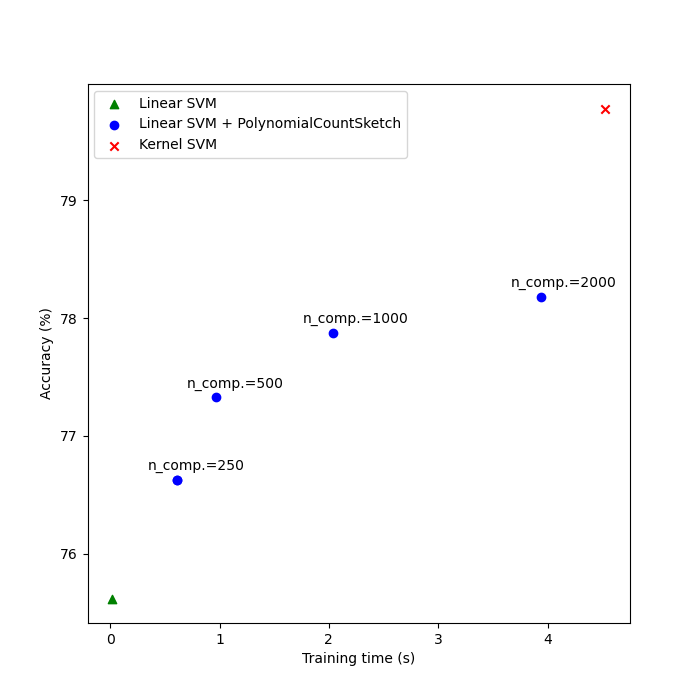 Linear SVM
Linear SVM + PolynomialCountSketch
Kernel SVM
79
78
77
76
Accuracy (%)
n_comp.=2000
n_comp.=1000
n_comp.=500
n_comp.=250
0 1 2 3 4
Training time (s)